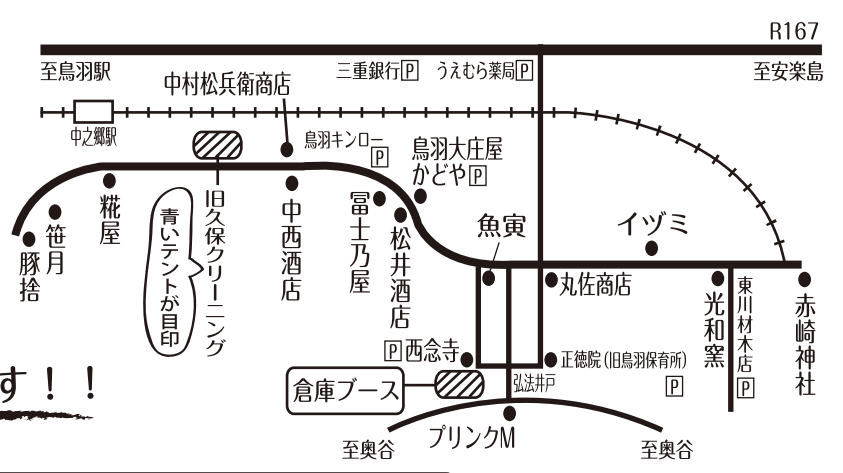 R167
至鳥羽駅
三重銀行 P
うえむら薬局 P
至安楽島
中村松兵衛商店
中之郷駅
鳥羽キンロー
P
鳥羽大庄屋
かどや P
糀屋
笹月
豚捨
青いテントが目印
旧久保クリーニング
中西酒店
冨士乃屋
松井酒店
魚寅
イヅミ
丸佐商店
光和窯
東川材木店 P
赤崎神社
P 西念寺
正徳院(旧鳥羽保育所)
P
弘法井戸
倉庫ブース
プリンクM
至奥谷
至奥谷
す！！